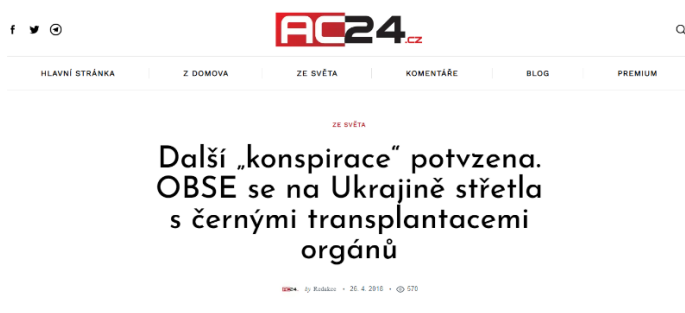 AC24.cz
HLAVNÍ STRÁNKA Z DOMOVA ZE SVĚTA KOMENTÁŘE BLOG PREMIUM
ZE SVĚTA
Další „konspirace“ potvzena.
OBSE se na Ukrajině střetla
s černými transplantacemi
orgánů
AC24. by Redakce • 26. 4. 2018 • 570